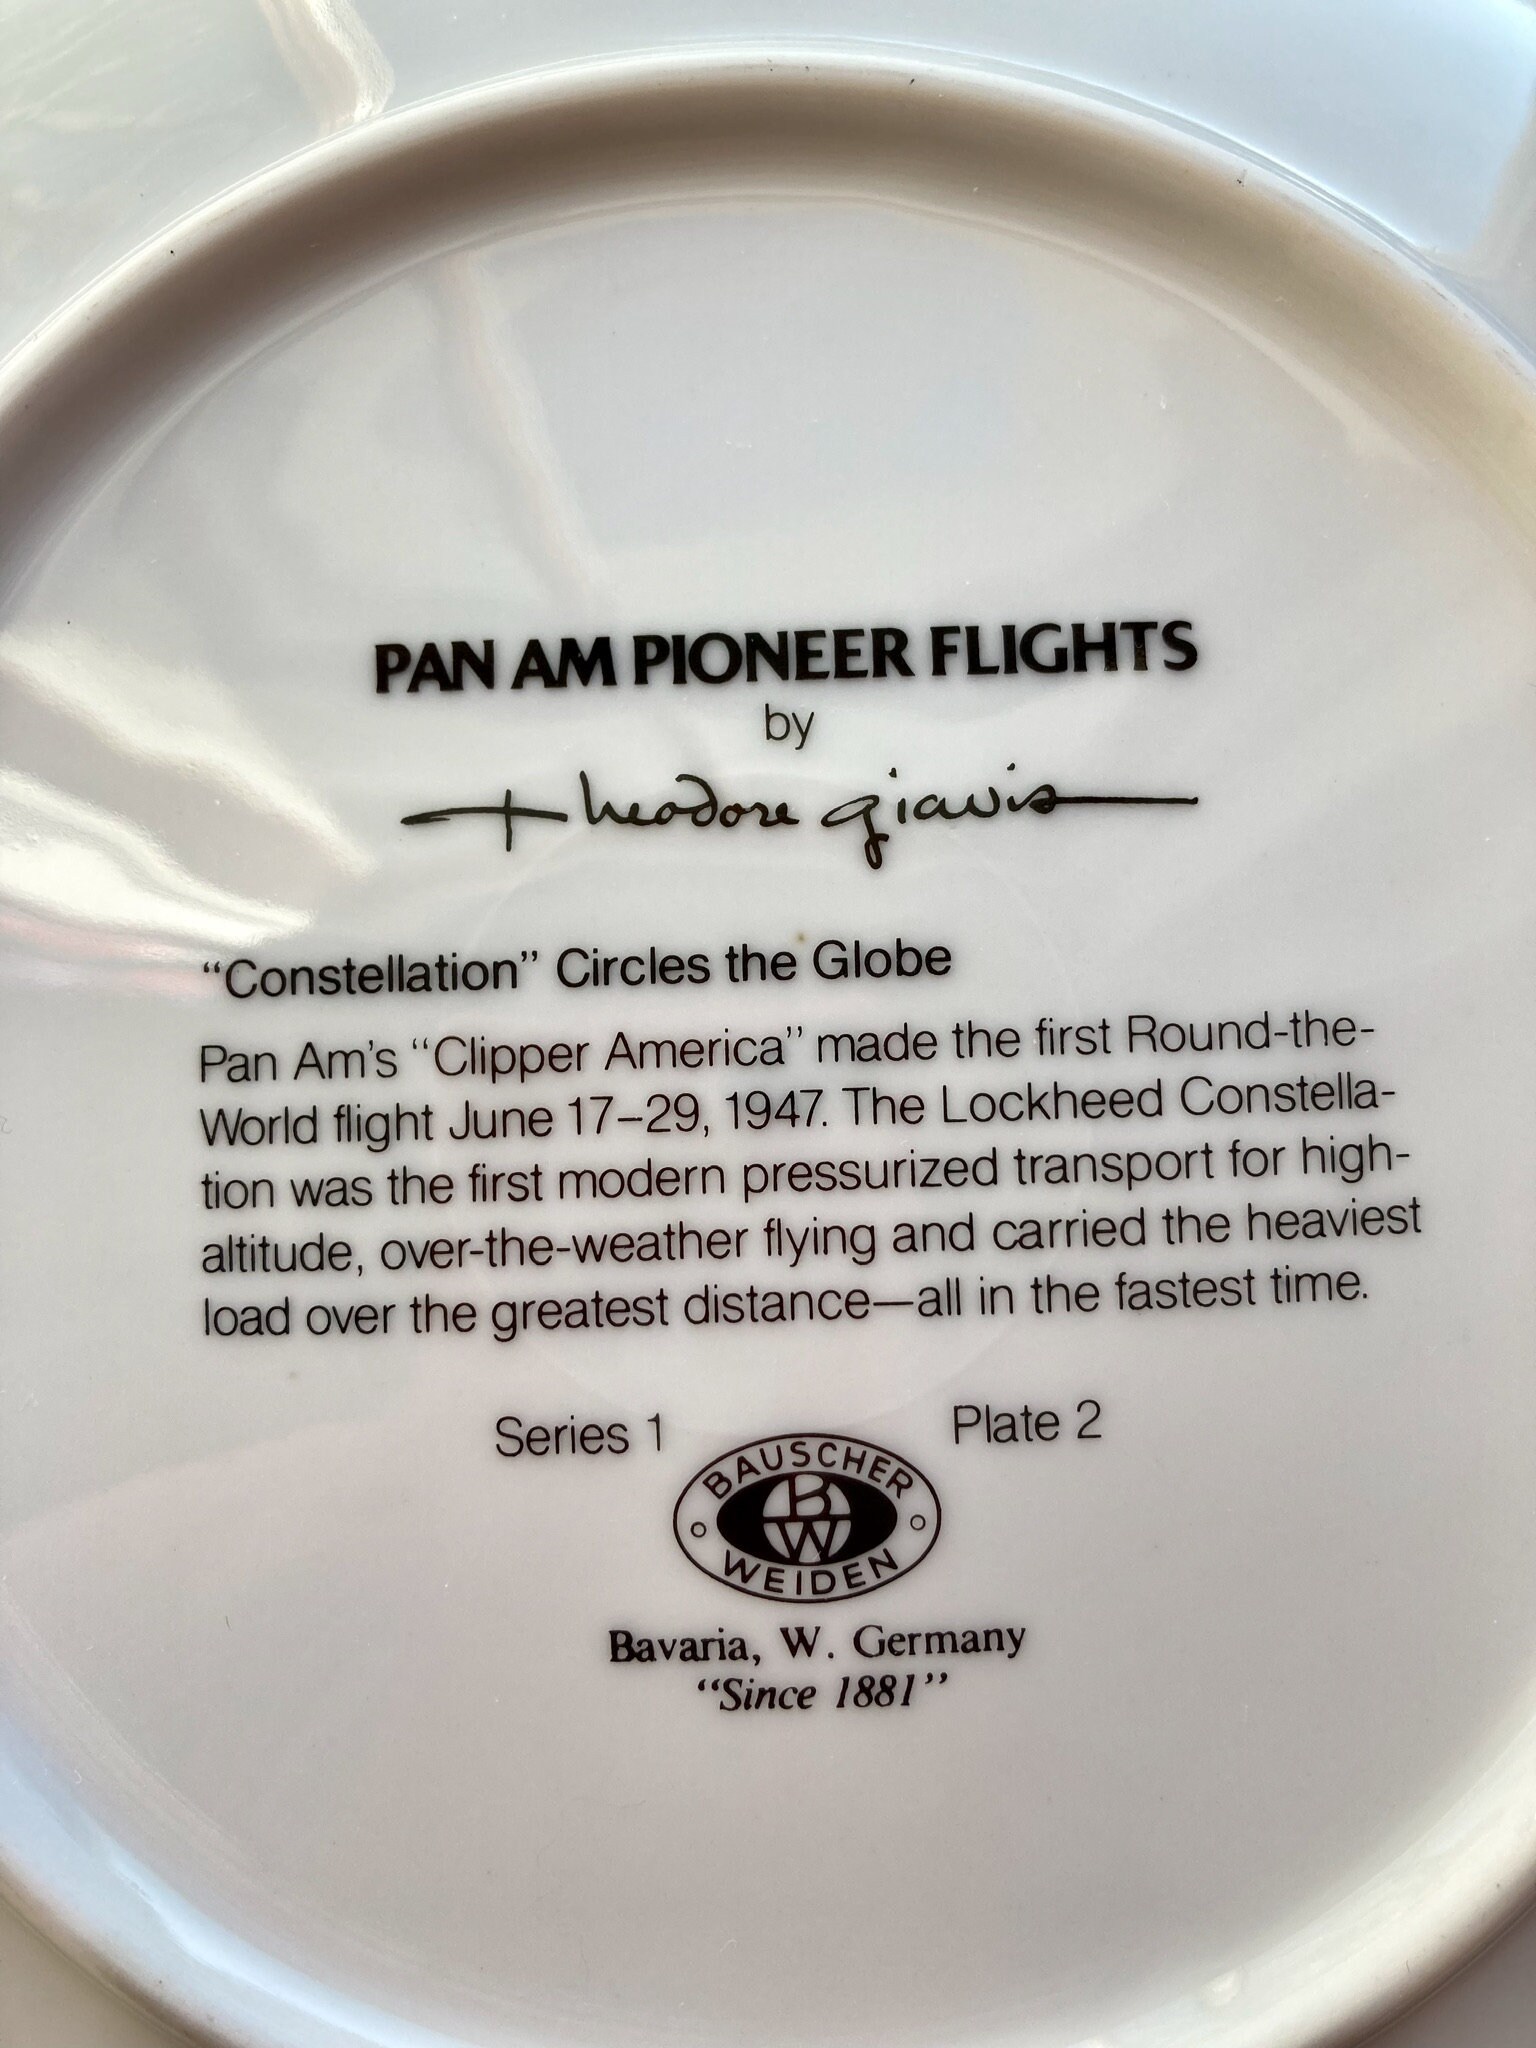 PAN AM PIONEER FLIGHTS
by
theodore giavis
“Constellation” Circles the Globe
Pan Am’s “Clipper America” made the first Round-the-
World flight June 17–29, 1947. The Lockheed Constella-
tion was the first modern pressurized transport for high-
altitude, over-the-weather flying and carried the heaviest
load over the greatest distance—all in the fastest time.
Series 1 Plate 2
BAUSCHER
B
W
WEIDEN
Bavaria, W. Germany
“Since 1881”